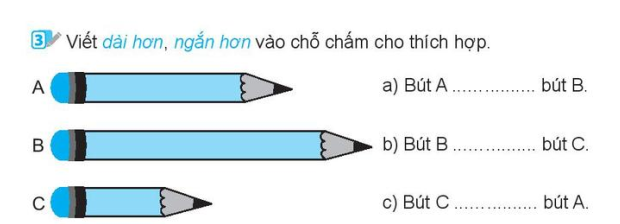 3 Viết dài hơn, ngắn hơn vào chỗ chấm cho thích hợp.
A
a) Bút A ................ bút B.
B
b) Bút B ................ bút C.
C
c) Bút C ................ bút A.